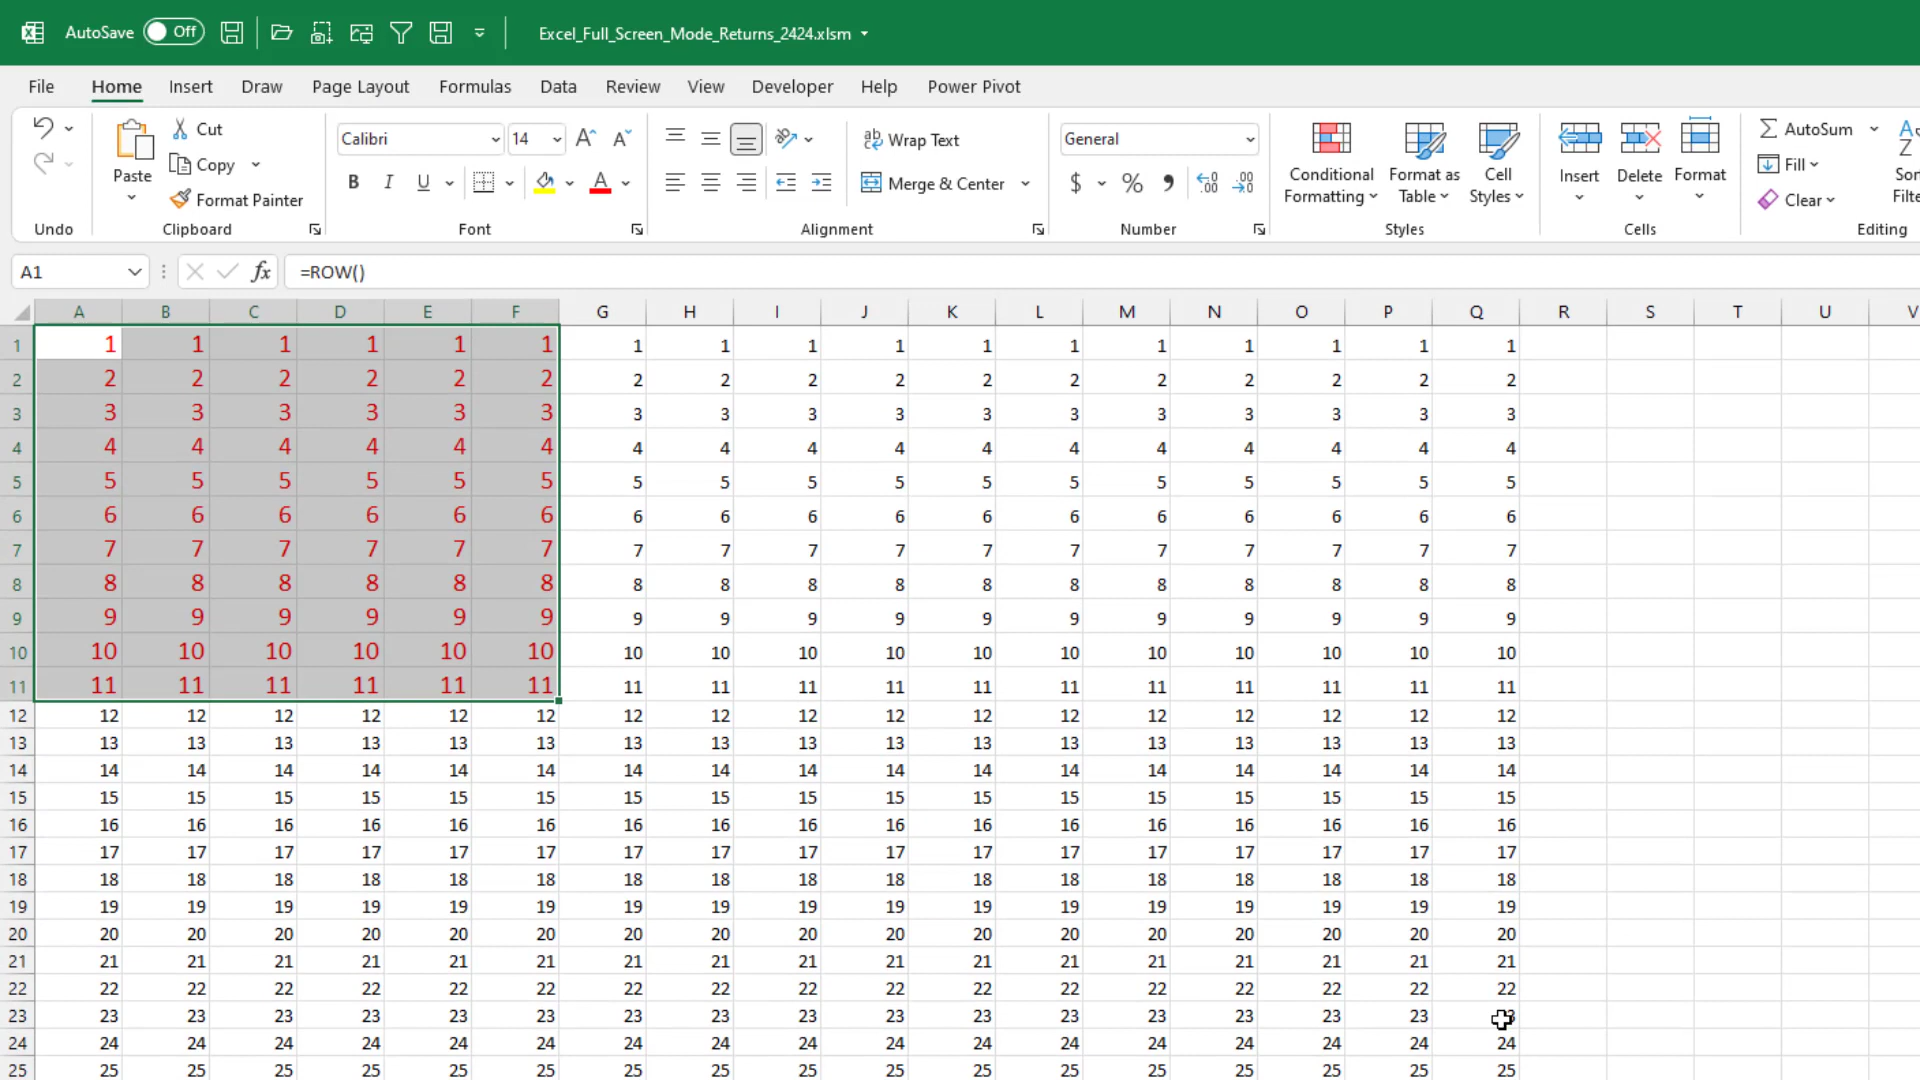 AutoSave Off Excel_Full_Screen_Mode_Returns_2424.xlsm
File Home Insert Draw Page Layout Formulas Data Review View Developer Help Power Pivot
Paste Cut Copy Format Painter
Calibri 14
B I U A
Wrap Text
Merge & Center
General
$ %
Conditional Formatting Format as Table Cell Styles
Insert Delete Format
AutoSum Fill Clear
Undo Clipboard Font Alignment Number Styles Cells Editing
A1 fx =ROW()
A B C D E F G H I J K L M N O P Q R S T U V
1 1 1 1 1 1 1 1 1 1 1 1 1 1 1 1 1 1
2 2 2 2 2 2 2 2 2 2 2 2 2 2 2 2 2 2
3 3 3 3 3 3 3 3 3 3 3 3 3 3 3 3 3 3
4 4 4 4 4 4 4 4 4 4 4 4 4 4 4 4 4 4
5 5 5 5 5 5 5 5 5 5 5 5 5 5 5 5 5 5
6 6 6 6 6 6 6 6 6 6 6 6 6 6 6 6 6 6
7 7 7 7 7 7 7 7 7 7 7 7 7 7 7 7 7 7
8 8 8 8 8 8 8 8 8 8 8 8 8 8 8 8 8 8
9 9 9 9 9 9 9 9 9 9 9 9 9 9 9 9 9 9
10 10 10 10 10 10 10 10 10 10 10 10 10 10 10 10 10 10
11 11 11 11 11 11 11 11 11 11 11 11 11 11 11 11 11 11
12 12 12 12 12 12 12 12 12 12 12 12 12 12 12 12 12 12
13 13 13 13 13 13 13 13 13 13 13 13 13 13 13 13 13 13
14 14 14 14 14 14 14 14 14 14 14 14 14 14 14 14 14 14
15 15 15 15 15 15 15 15 15 15 15 15 15 15 15 15 15 15
16 16 16 16 16 16 16 16 16 16 16 16 16 16 16 16 16 16
17 17 17 17 17 17 17 17 17 17 17 17 17 17 17 17 17 17
18 18 18 18 18 18 18 18 18 18 18 18 18 18 18 18 18 18
19 19 19 19 19 19 19 19 19 19 19 19 19 19 19 19 19 19
20 20 20 20 20 20 20 20 20 20 20 20 20 20 20 20 20 20
21 21 21 21 21 21 21 21 21 21 21 21 21 21 21 21 21 21
22 22 22 22 22 22 22 22 22 22 22 22 22 22 22 22 22 22
23 23 23 23 23 23 23 23 23 23 23 23 23 23 23 23 23
24 24 24 24 24 24 24 24 24 24 24 24 24 24 24 24 24 24
25 25 25 25 25 25 25 25 25 25 25 25 25 25 25 25 25 25